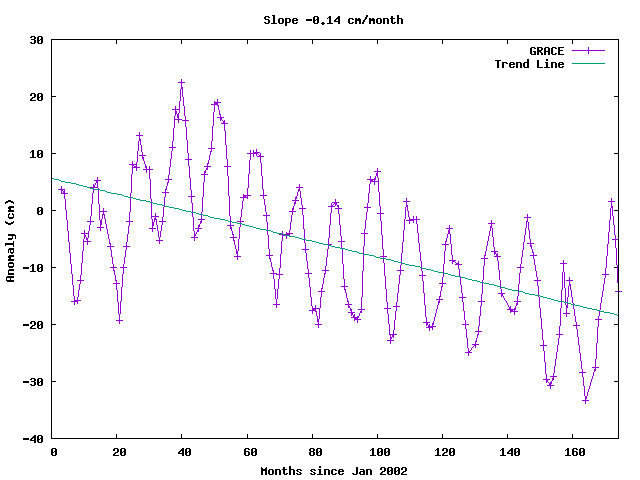 Slope -0.14 cm/month
30
GRACE
Trend Line
20
10
0
-10
-20
-30
-40
Anomaly (cm)
0 20 40 60 80 100 120 140 160
Months since Jan 2002